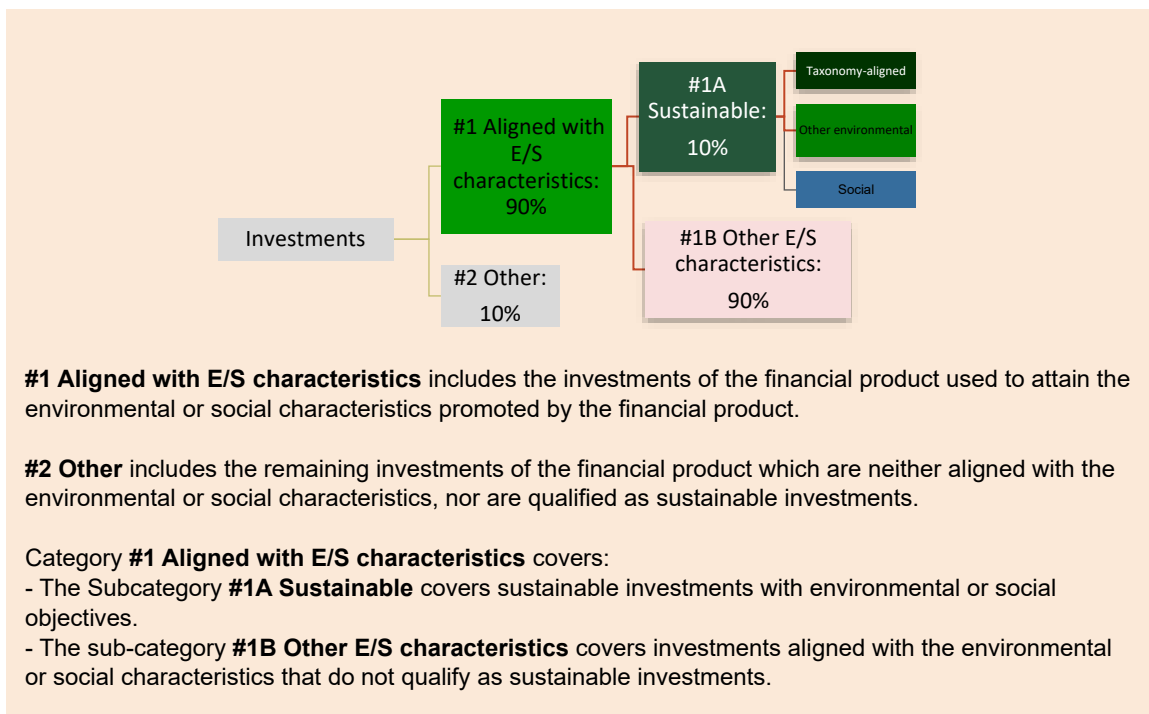 Investments
#1 Aligned with
E/S
characteristics:
90%
#2 Other:
10%
#1A
Sustainable:
10%
#1B Other E/S
characteristics:
90%
Taxonomy-aligned
Other environmental
Social
#1 Aligned with E/S characteristics includes the investments of the financial product used to attain the
environmental or social characteristics promoted by the financial product.
#2 Other includes the remaining investments of the financial product which are neither aligned with the
environmental or social characteristics, nor are qualified as sustainable investments.
Category #1 Aligned with E/S characteristics covers:
- The Subcategory #1A Sustainable covers sustainable investments with environmental or social
objectives.
- The sub-category #1B Other E/S characteristics covers investments aligned with the environmental
or social characteristics that do not qualify as sustainable investments.